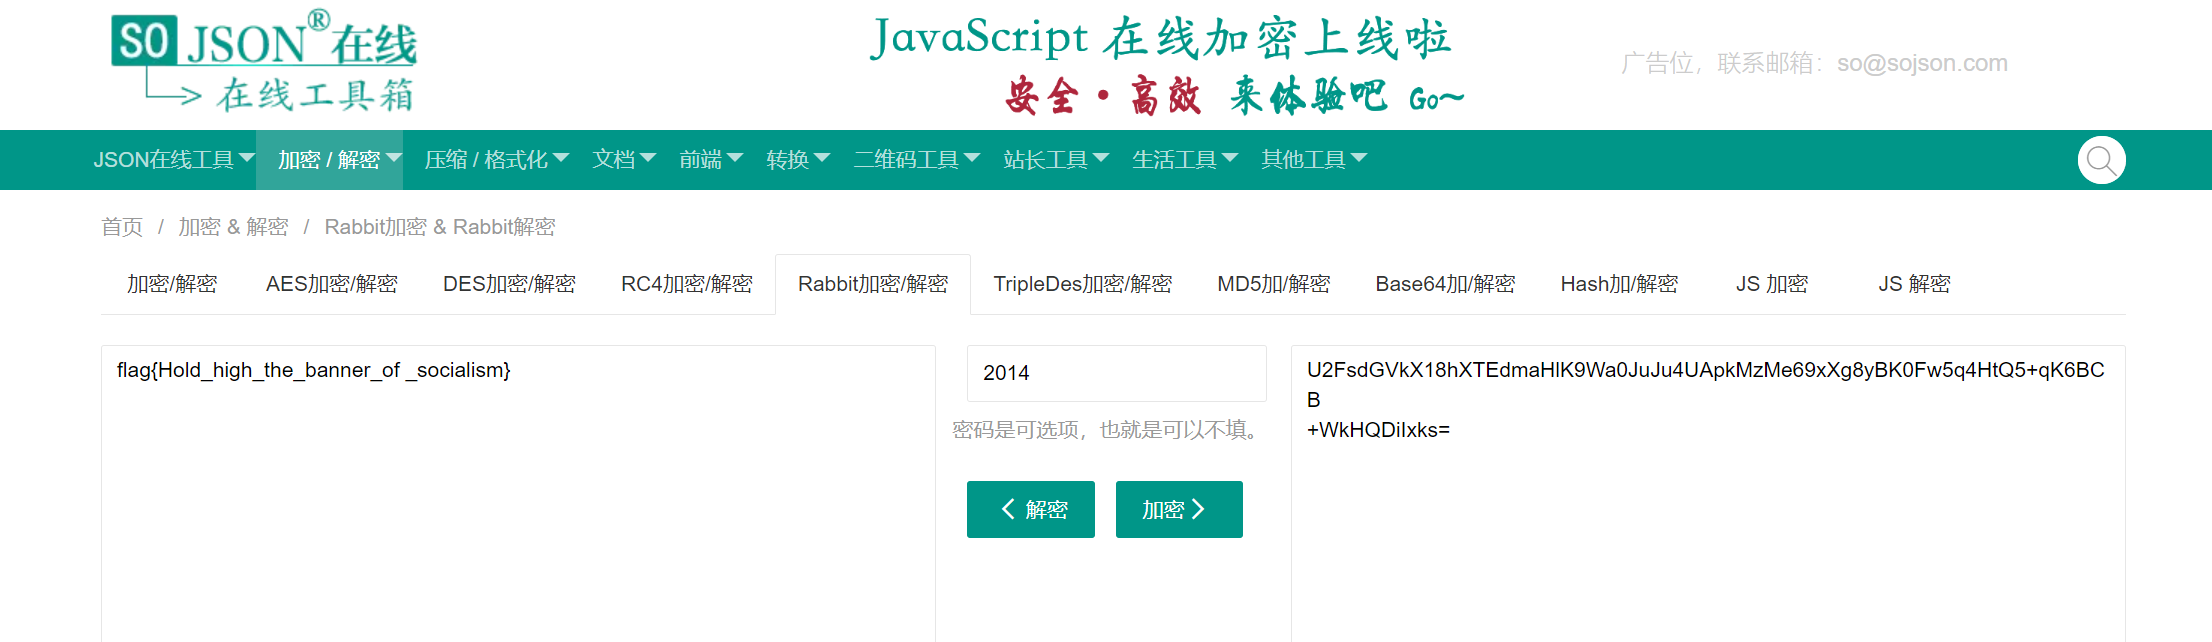 SO JSON®在线
在线工具箱
JavaScript 在线加密上线啦
安全·高效 来体验吧 Go~
广告位，联系邮箱：so@sojson.com
JSON在线工具 加密 / 解密 压缩 / 格式化 文档 前端 转换 二维码工具 站长工具 生活工具 其他工具
首页 / 加密 & 解密 / Rabbit加密 & Rabbit解密
加密/解密 AES加密/解密 DES加密/解密 RC4加密/解密 Rabbit加密/解密 TripleDes加密/解密 MD5加/解密 Base64加/解密 Hash加/解密 JS 加密 JS 解密
flag{Hold_high_the_banner_of _socialism}
2014
密码是可选项，也就是可以不填。
解密 加密
U2FsdGVkX18hXTEdmaHlK9Wa0JuJu4UApkMzMe69xXg8yBK0Fw5q4HtQ5+qK6BC
B
+WkHQDiIxks=